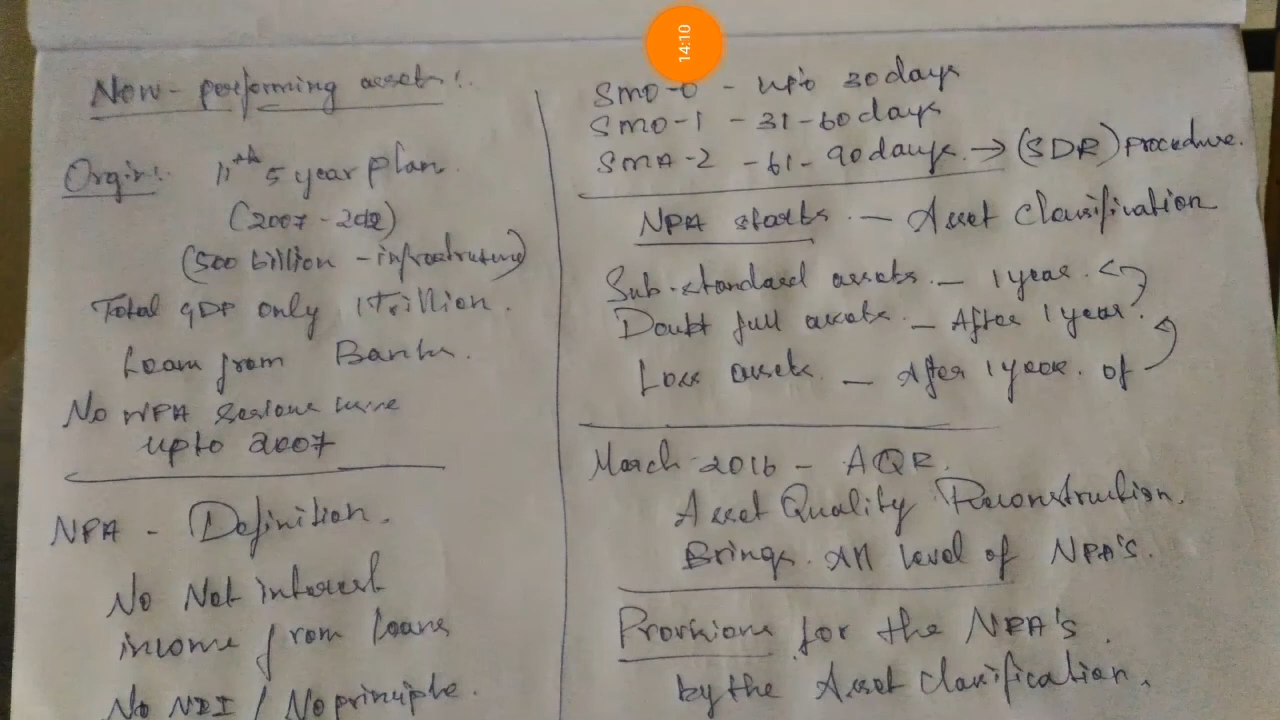 Non-performing assets:
Orgin: 11th 5 year plan.
(2007 - 2012)
(500 billion - infrastructure)
Total GDP only 1 Trillion.
Loan from Banks.
No NPA serious
upto 2007
NPA - Definition.
No Net interest
income from loans
No NII / No principle.
14:10
SMO-0 - upto 30 days
SMO-1 - 31-60 days
SMA-2 - 61-90 days. → (SDR) procedure.
NPA starts. - Asset Classification
Sub-standard assets. - 1 year.
Doubt full assets. - After 1 year.
Loss assets. - After 1 year. of
March 2016 - AQR.
Asset Quality Reconstruction.
Brings. All level of NPA'S.
Provisions for the NPA'S.
by the Asset Classification.